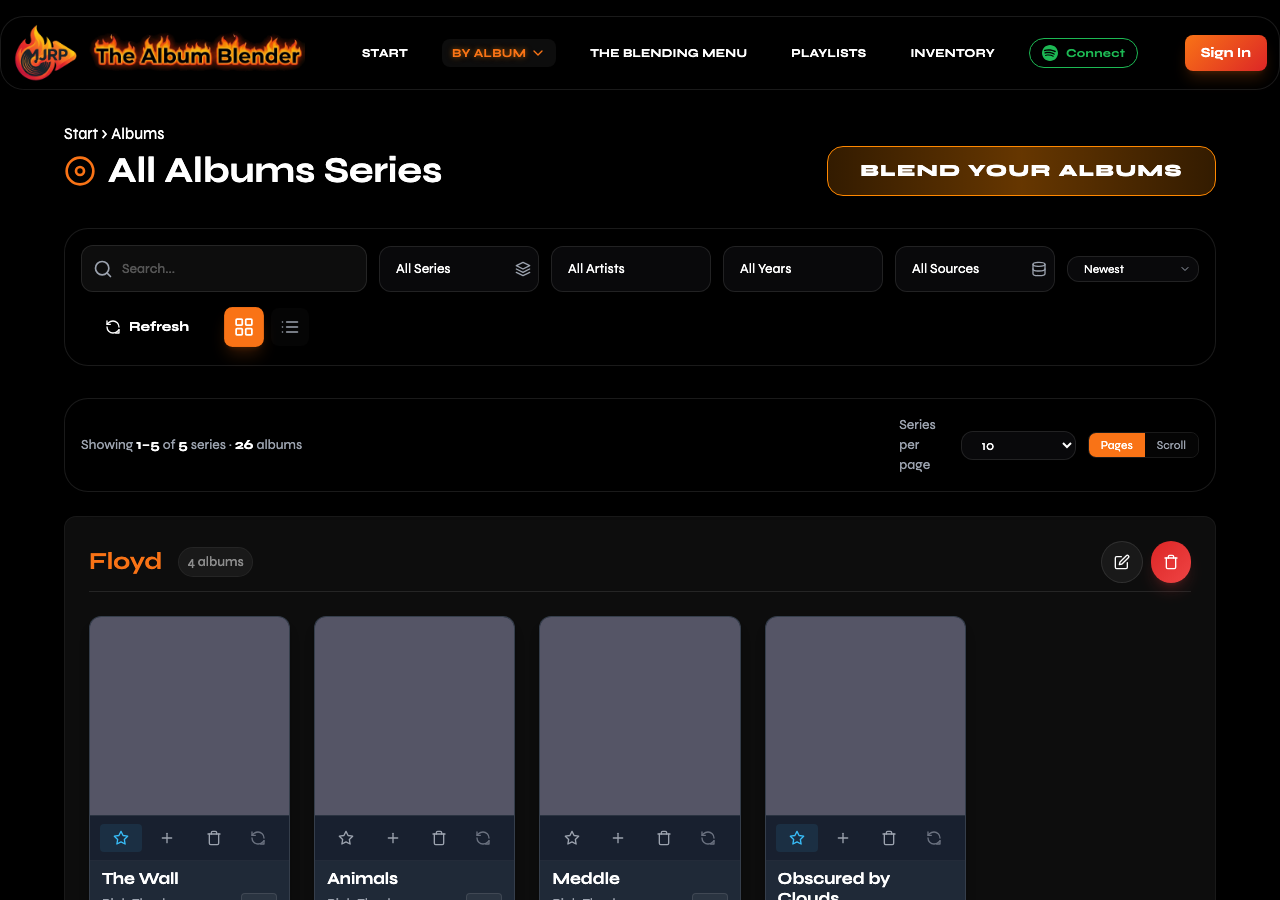 JRP The Album Blender START BY ALBUM THE BLENDING MENU PLAYLISTS INVENTORY Connect Sign In
Start › Albums
All Albums Series
BLEND YOUR ALBUMS
Search... All Series All Artists All Years All Sources Newest
Refresh
Showing 1–5 of 5 series · 26 albums
Series
per
page
10 Pages Scroll
Floyd 4 albums
The Wall Animals Meddle Obscured by
Clouds